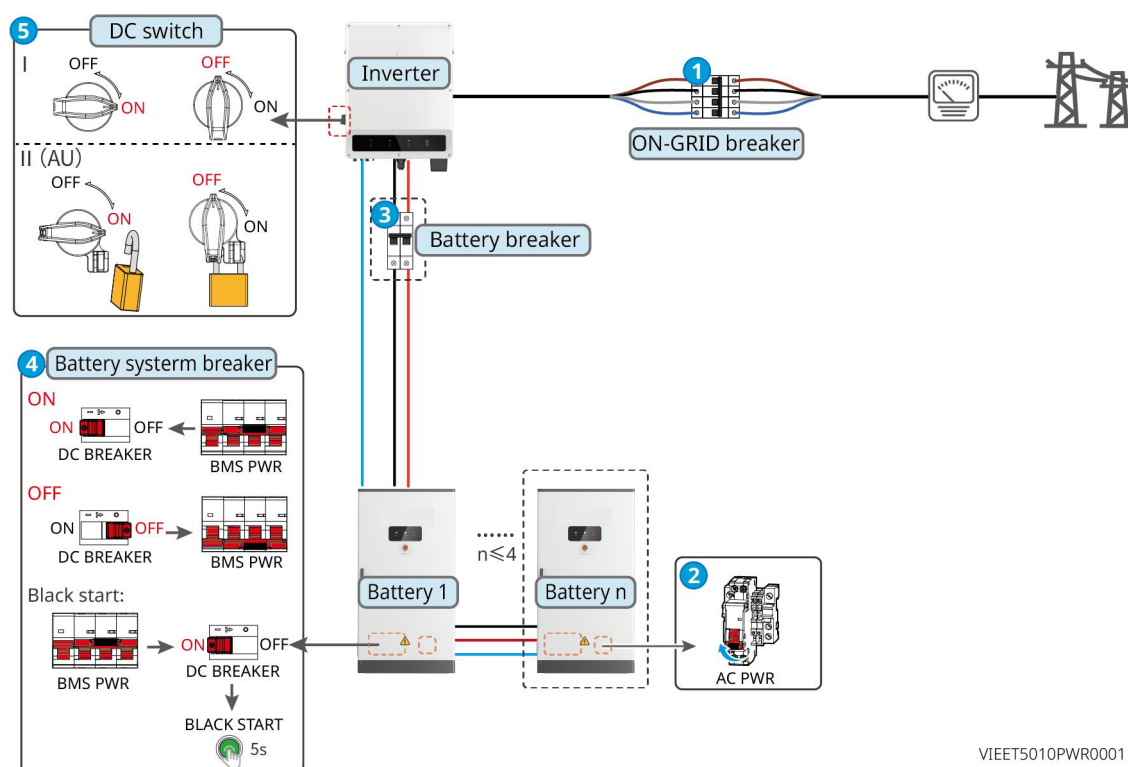 5 DC switch
I
OFF
ON
OFF
ON
II (AU)
OFF
ON
OFF
ON
Inverter
1
ON-GRID breaker
3
Battery breaker
4 Battery systerm breaker
ON
ON OFF
DC BREAKER
BMS PWR
OFF
ON OFF
DC BREAKER
BMS PWR
Black start:
BMS PWR
ON OFF
DC BREAKER
BLACK START
5s
Battery 1
n≤4
Battery n
2
AC PWR
VIEET5010PWR0001